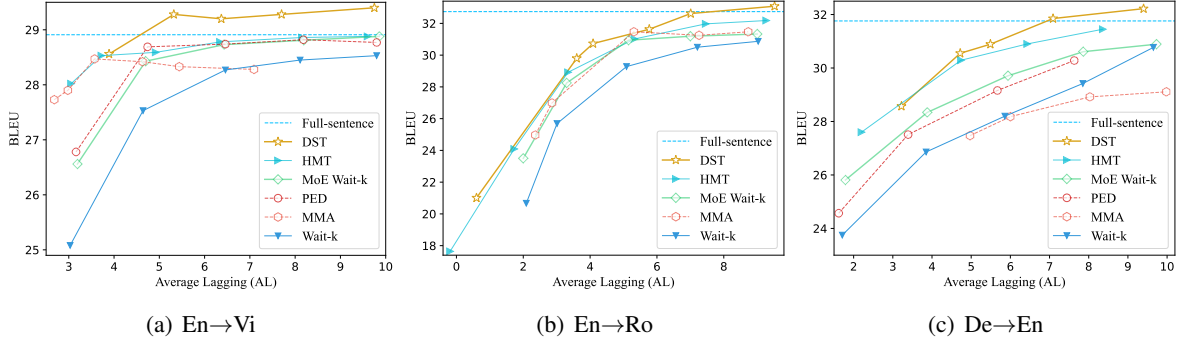 29
28
27
26
25
BLEU
3
4
5
6
7
8
9
10
Average Lagging (AL)
Full-sentence
DST
HMT
MoE Wait-k
PED
MMA
Wait-k
(a) En→Vi
32
30
28
26
24
22
20
18
BLEU
0
2
4
6
8
Average Lagging (AL)
Full-sentence
DST
HMT
MoE Wait-k
PED
MMA
Wait-k
(b) En→Ro
32
30
28
26
24
BLEU
2
3
4
5
6
7
8
9
10
Average Lagging (AL)
Full-sentence
DST
HMT
MoE Wait-k
PED
MMA
Wait-k
(c) De→En